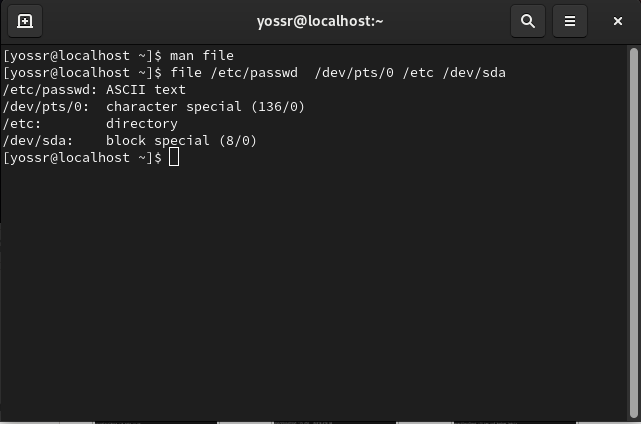 yossr@localhost:~
[yossr@localhost ~]$ man file
[yossr@localhost ~]$ file /etc/passwd  /dev/pts/0 /etc /dev/sda
/etc/passwd: ASCII text
/dev/pts/0:  character special (136/0)
/etc:        directory
/dev/sda:    block special (8/0)
[yossr@localhost ~]$